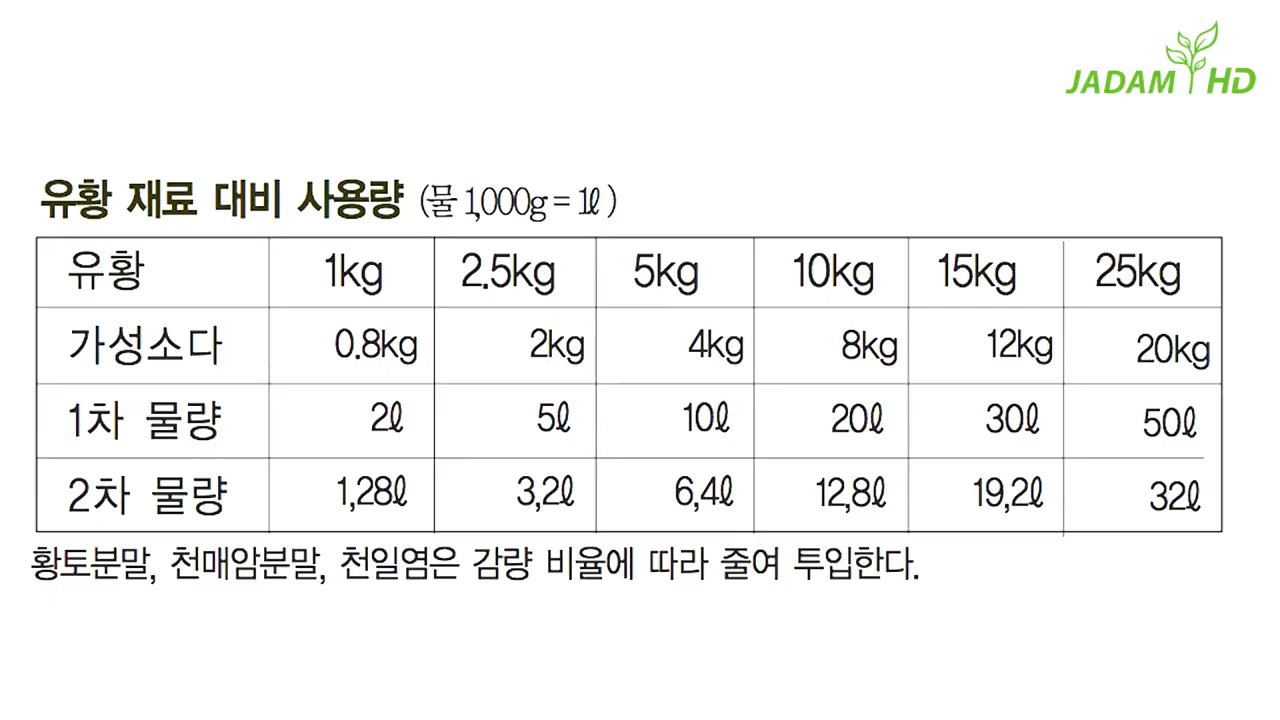 JADAM HD
유황 재료 대비 사용량 (물 1,000g = 1ℓ)
유황 1kg 2.5kg 5kg 10kg 15kg 25kg
가성소다 0.8kg 2kg 4kg 8kg 12kg 20kg
1차 물량 2ℓ 5ℓ 10ℓ 20ℓ 30ℓ 50ℓ
2차 물량 1,28ℓ 3,2ℓ 6,4ℓ 12,8ℓ 19,2ℓ 32ℓ
황토분말, 천매암분말, 천일염은 감량 비율에 따라 줄여 투입한다.